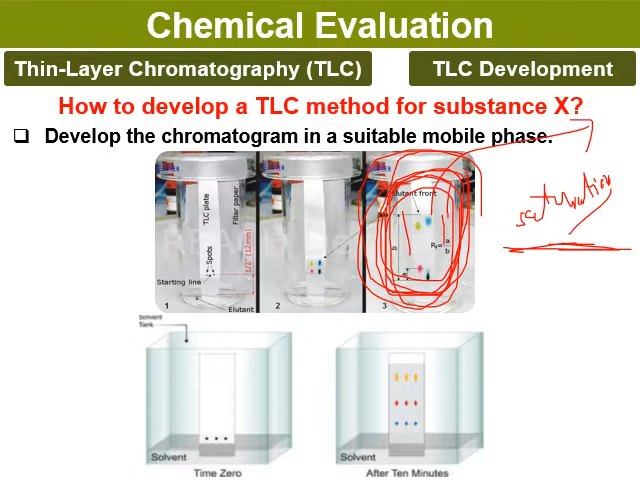 Chemical Evaluation
Thin-Layer Chromatography (TLC)
TLC Development
How to develop a TLC method for substance X?
Develop the chromatogram in a suitable mobile phase.
TLC plate
Filter paper
Spots
1/2" (12mm)
Starting line
Elutant
1
2
Elutant front
b
a
Rf= a
b
3
saturation
Solvent
Tank
Solvent
Time Zero
Solvent
After Ten Minutes